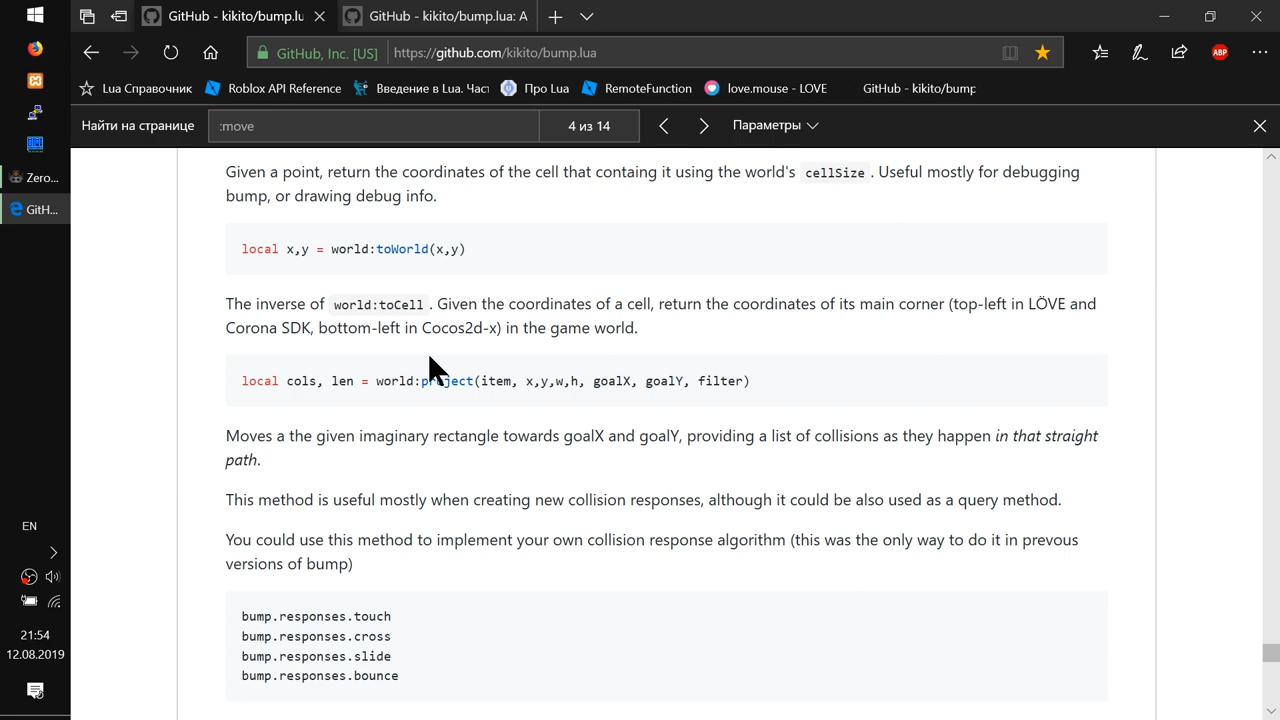 GitHub - kikito/bump.lu
GitHub - kikito/bump.lua: A
GitHub, Inc. [US]
https://github.com/kikito/bump.lua
ABP
Lua Справочник
Roblox API Reference
Введение в Lua. Част
Про Lua
RemoteFunction
love.mouse - LOVE
GitHub - kikito/bump
Найти на странице
:move
4 из 14
Параметры
Zero...
GitH...
Given a point, return the coordinates of the cell that containg it using the world's cellSize . Useful mostly for debugging
bump, or drawing debug info.
local x,y = world:toWorld(x,y)
The inverse of world:toCell . Given the coordinates of a cell, return the coordinates of its main corner (top-left in LÖVE and
Corona SDK, bottom-left in Cocos2d-x) in the game world.
local cols, len = world:project(item, x,y,w,h, goalX, goalY, filter)
Moves a the given imaginary rectangle towards goalX and goalY, providing a list of collisions as they happen in that straight
path.
This method is useful mostly when creating new collision responses, although it could be also used as a query method.
You could use this method to implement your own collision response algorithm (this was the only way to do it in prevous
versions of bump)
bump.responses.touch
bump.responses.cross
bump.responses.slide
bump.responses.bounce
EN
21:54
12.08.2019